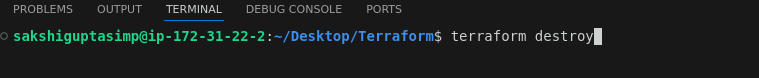 PROBLEMS OUTPUT TERMINAL DEBUG CONSOLE PORTS
sakshiguptasimp@ip-172-31-22-2:~/Desktop/Terraform$ terraform destroy